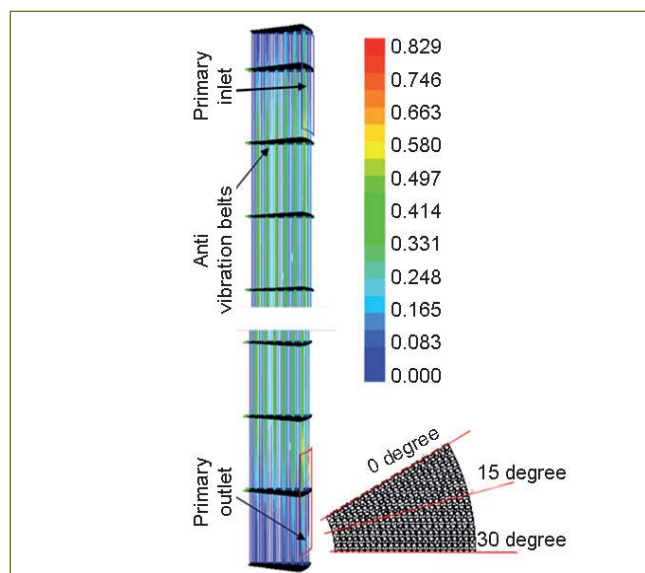 Primary
inlet
Anti
vibration belts
Primary
outlet
0.829
0.746
0.663
0.580
0.497
0.414
0.331
0.248
0.165
0.083
0.000
0 degree
15 degree
30 degree